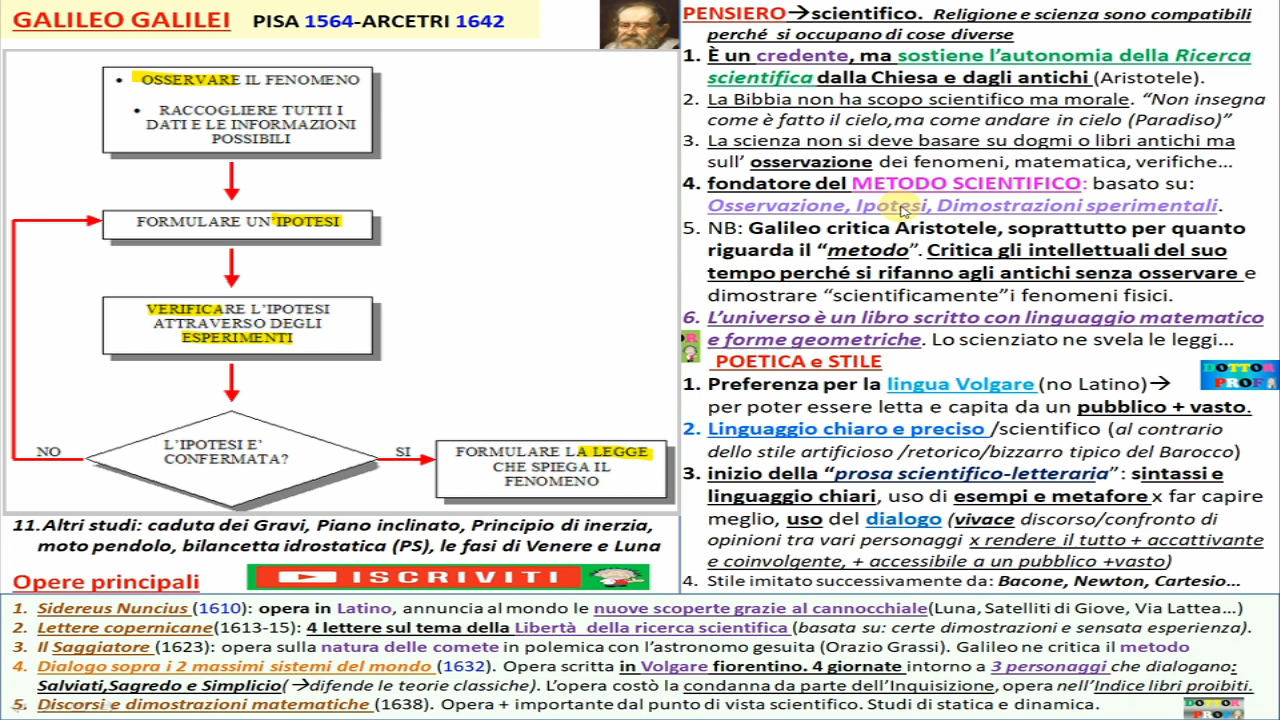 GALILEO GALILEI PISA 1564-ARCETRI 1642
• OSSERVARE IL FENOMENO
• RACCOGLIERE TUTTI I
DATI E LE INFORMAZIONI
POSSIBILI
FORMULARE UN'IPOTESI
VERIFICARE L'IPOTESI
ATTRAVERSO DEGLI
ESPERIMENTI
L'IPOTESI E'
CONFERMATA?
NO
SI
FORMULARE LA LEGGE
CHE SPIEGA IL
FENOMENO
11.Altri studi: caduta dei Gravi, Piano inclinato, Principio di inerzia,
moto pendolo, bilancetta idrostatica (PS), le fasi di Venere e Luna
Opere principali
ISCRIVITI
PENSIERO→scientifico. Religione e scienza sono compatibili
perché si occupano di cose diverse
1. È un credente, ma sostiene l'autonomia della Ricerca
scientifica dalla Chiesa e dagli antichi (Aristotele).
2. La Bibbia non ha scopo scientifico ma morale. "Non insegna
come è fatto il cielo,ma come andare in cielo (Paradiso)"
3. La scienza non si deve basare su dogmi o libri antichi ma
sull' osservazione dei fenomeni, matematica, verifiche...
4. fondatore del METODO SCIENTIFICO: basato su:
Osservazione, Ipotesi, Dimostrazioni sperimentali.
5. NB: Galileo critica Aristotele, soprattutto per quanto
riguarda il "metodo". Critica gli intellettuali del suo
tempo perché si rifanno agli antichi senza osservare e
dimostrare "scientificamente"i fenomeni fisici.
6. L'universo è un libro scritto con linguaggio matematico
e forme geometriche. Lo scienziato ne svela le leggi...
POETICA e STILE
DOTTOR
PROF
1. Preferenza per la lingua Volgare (no Latino)→
per poter essere letta e capita da un pubblico + vasto.
2. Linguaggio chiaro e preciso /scientifico (al contrario
dello stile artificioso /retorico/bizzarro tipico del Barocco)
3. inizio della "prosa scientifico-letteraria": sintassi e
linguaggio chiari, uso di esempi e metafore x far capire
meglio, uso del dialogo (vivace discorso/confronto di
opinioni tra vari personaggi x rendere il tutto + accattivante
e coinvolgente, + accessibile a un pubblico +vasto)
4. Stile imitato successivamente da: Bacone, Newton, Cartesio...
1. Sidereus Nuncius (1610): opera in Latino, annuncia al mondo le nuove scoperte grazie al cannocchiale(Luna, Satelliti di Giove, Via Lattea...)
2. Lettere copernicane(1613-15): 4 lettere sul tema della Libertà della ricerca scientifica (basata su: certe dimostrazioni e sensata esperienza).
3. Il Saggiatore (1623): opera sulla natura delle comete in polemica con l'astronomo gesuita (Orazio Grassi). Galileo ne critica il metodo
4. Dialogo sopra i 2 massimi sistemi del mondo (1632). Opera scritta in Volgare fiorentino. 4 giornate intorno a 3 personaggi che dialogano:
Salviati,Sagredo e Simplicio(→difende le teorie classiche). L'opera costò la condanna da parte dell'Inquisizione, opera nell'Indice libri proibiti.
5. Discorsi e dimostrazioni matematiche (1638). Opera + importante dal punto di vista scientifico. Studi di statica e dinamica.
DOTTOR
PROF